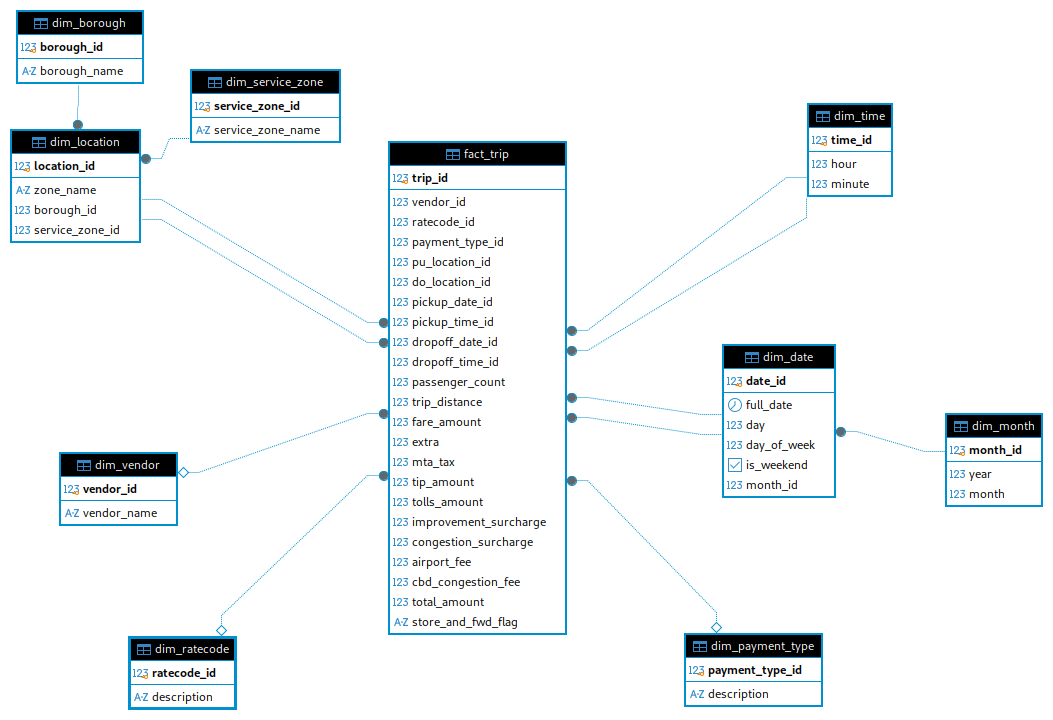 dim_borough
123 borough_id
A-Z borough_name
dim_service_zone
123 service_zone_id
A-Z service_zone_name
dim_location
123 location_id
A-Z zone_name
123 borough_id
123 service_zone_id
fact_trip
123 trip_id
123 vendor_id
123 ratecode_id
123 payment_type_id
123 pu_location_id
123 do_location_id
123 pickup_date_id
123 pickup_time_id
123 dropoff_date_id
123 dropoff_time_id
123 passenger_count
123 trip_distance
123 fare_amount
123 extra
123 mta_tax
123 tip_amount
123 tolls_amount
123 improvement_surcharge
123 congestion_surcharge
123 airport_fee
123 cbd_congestion_fee
123 total_amount
A-Z store_and_fwd_flag
dim_time
123 time_id
123 hour
123 minute
dim_date
123 date_id
full_date
123 day
123 day_of_week
is_weekend
123 month_id
dim_month
123 month_id
123 year
123 month
dim_vendor
123 vendor_id
A-Z vendor_name
dim_ratecode
123 ratecode_id
A-Z description
dim_payment_type
123 payment_type_id
A-Z description